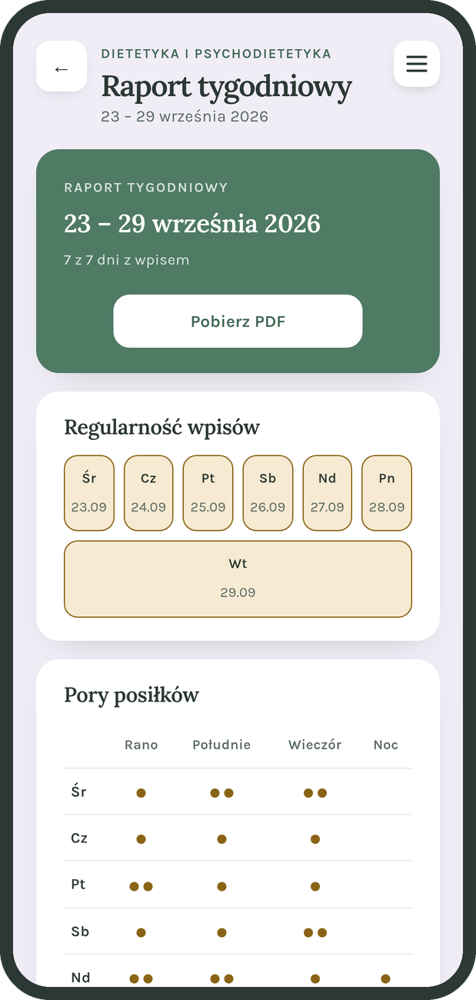 ←
DIETETYKA I PSYCHODIETETYKA
Raport tygodniowy
23 – 29 września 2026
RAPORT TYGODNIOWY
23 – 29 września 2026
7 z 7 dni z wpisem
Pobierz PDF
Regularność wpisów
Śr Cz Pt Sb Nd Pn
23.09 24.09 25.09 26.09 27.09 28.09
Wt
29.09
Pory posiłków
Rano Południe Wieczór Noc
Śr
Cz
Pt
Sb
Nd